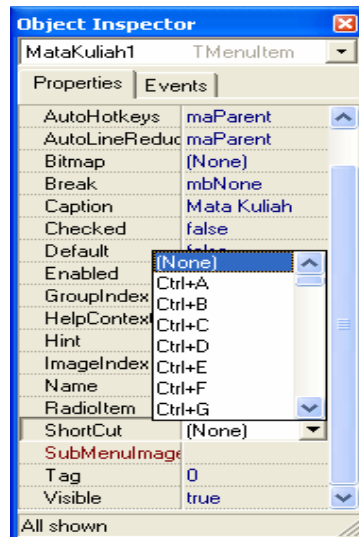 Object Inspector
MataKuliah1 TMenuItem
Properties Events
AutoHotkeys maParent
AutoLineReduc maParent
Bitmap (None)
Break mbNone
Caption Mata Kuliah
Checked false
Default
Enabled (None)
Ctrl+A
GroupIndex Ctrl+B
HelpContext Ctrl+C
Hint Ctrl+D
ImageIndex Ctrl+E
Name Ctrl+F
RadioItem Ctrl+G
ShortCut (None)
SubMenuImage
Tag 0
Visible true
All shown